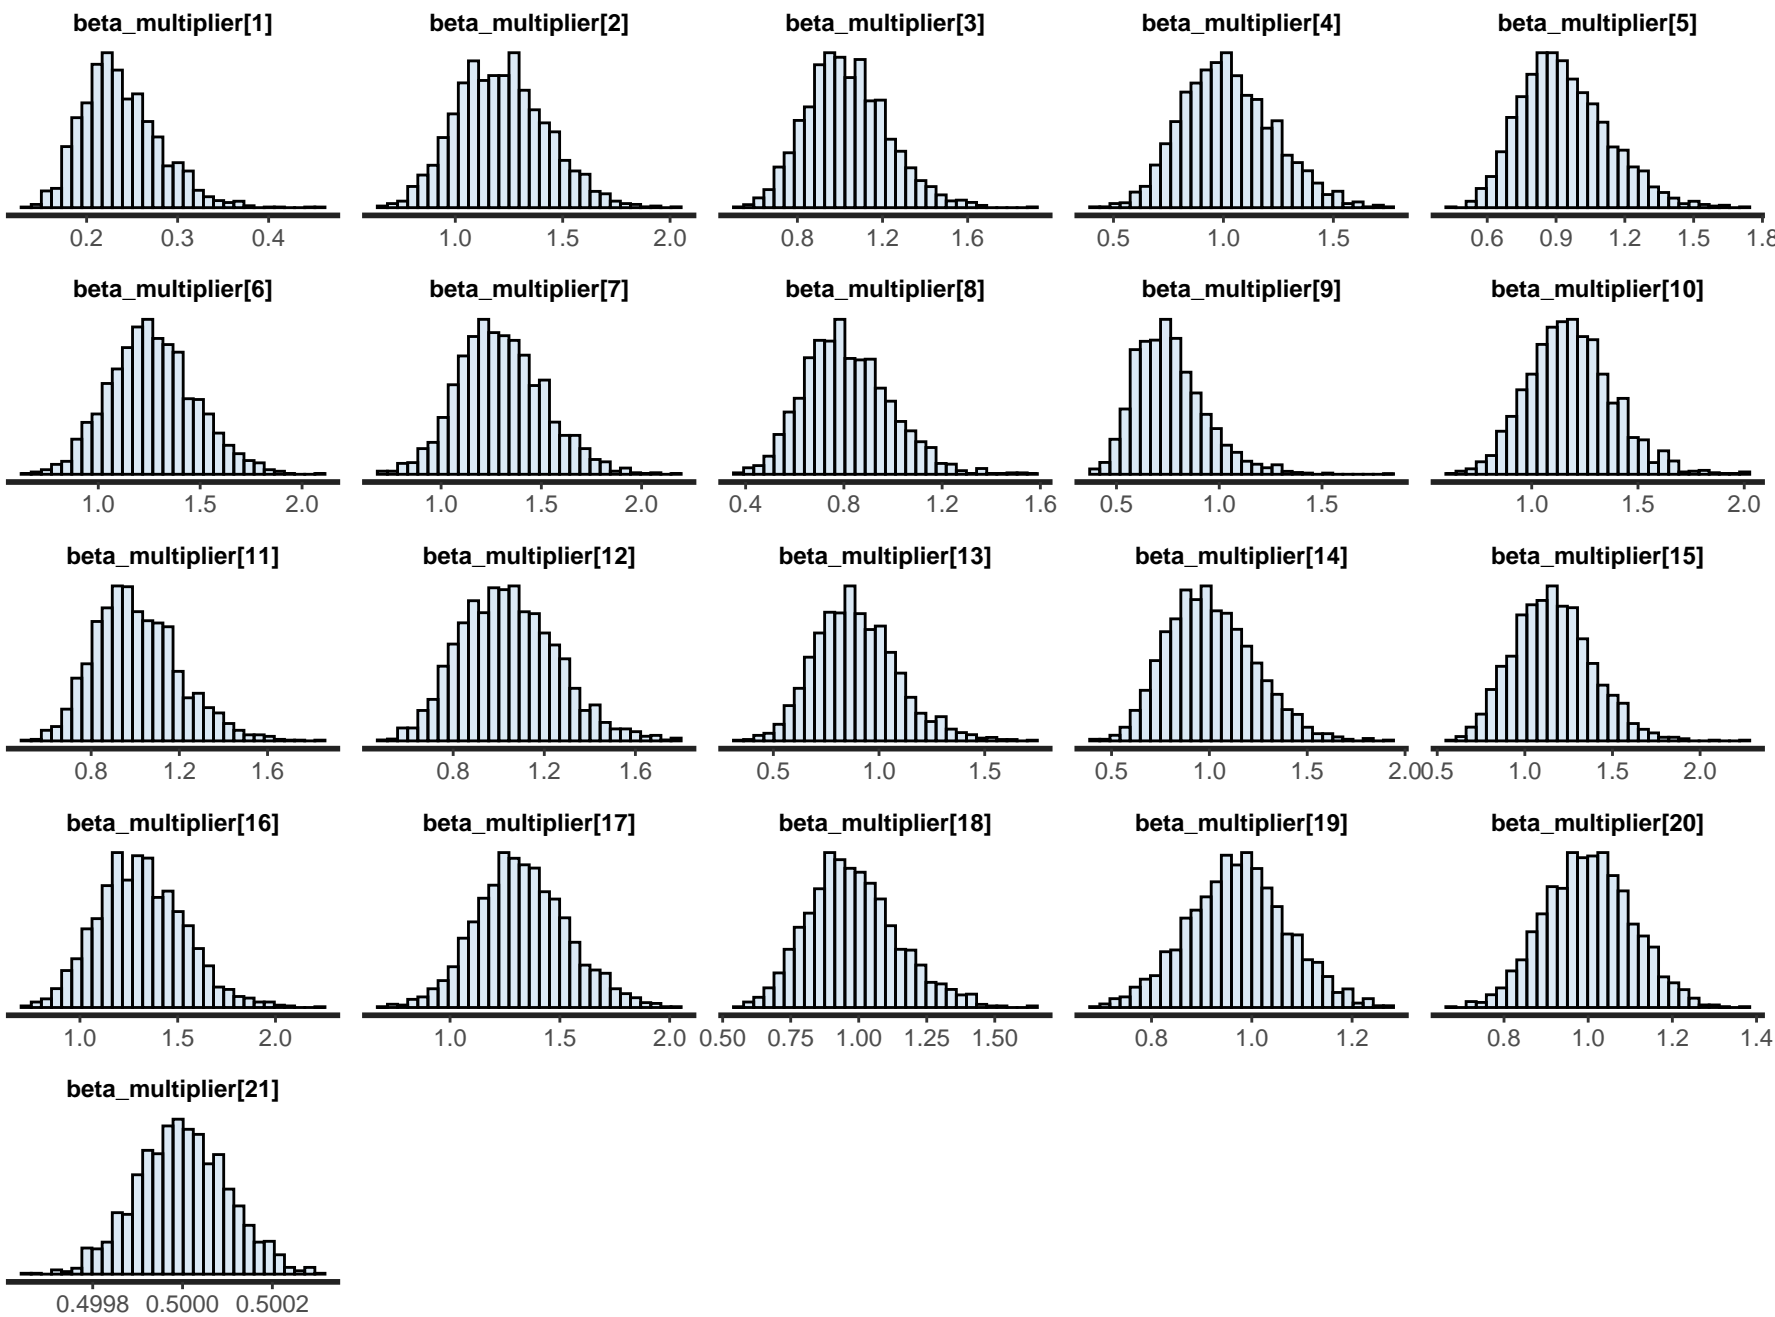 beta_multiplier[1] beta_multiplier[2] beta_multiplier[3] beta_multiplier[4] beta_multiplier[5]
0.2 0.3 0.4 1.0 1.5 2.0 0.8 1.2 1.6 0.5 1.0 1.5 0.6 0.9 1.2 1.5 1.8
beta_multiplier[6] beta_multiplier[7] beta_multiplier[8] beta_multiplier[9] beta_multiplier[10]
1.0 1.5 2.0 1.0 1.5 2.0 0.4 0.8 1.2 1.6 0.5 1.0 1.5 1.0 1.5 2.0
beta_multiplier[11] beta_multiplier[12] beta_multiplier[13] beta_multiplier[14] beta_multiplier[15]
0.8 1.2 1.6 0.8 1.2 1.6 0.5 1.0 1.5 0.5 1.0 1.5 2.0 0.5 1.0 1.5 2.0
beta_multiplier[16] beta_multiplier[17] beta_multiplier[18] beta_multiplier[19] beta_multiplier[20]
1.0 1.5 2.0 1.0 1.5 2.0 0.50 0.75 1.00 1.25 1.50 0.8 1.0 1.2 0.8 1.0 1.2 1.4
beta_multiplier[21]
0.4998 0.5000 0.5002